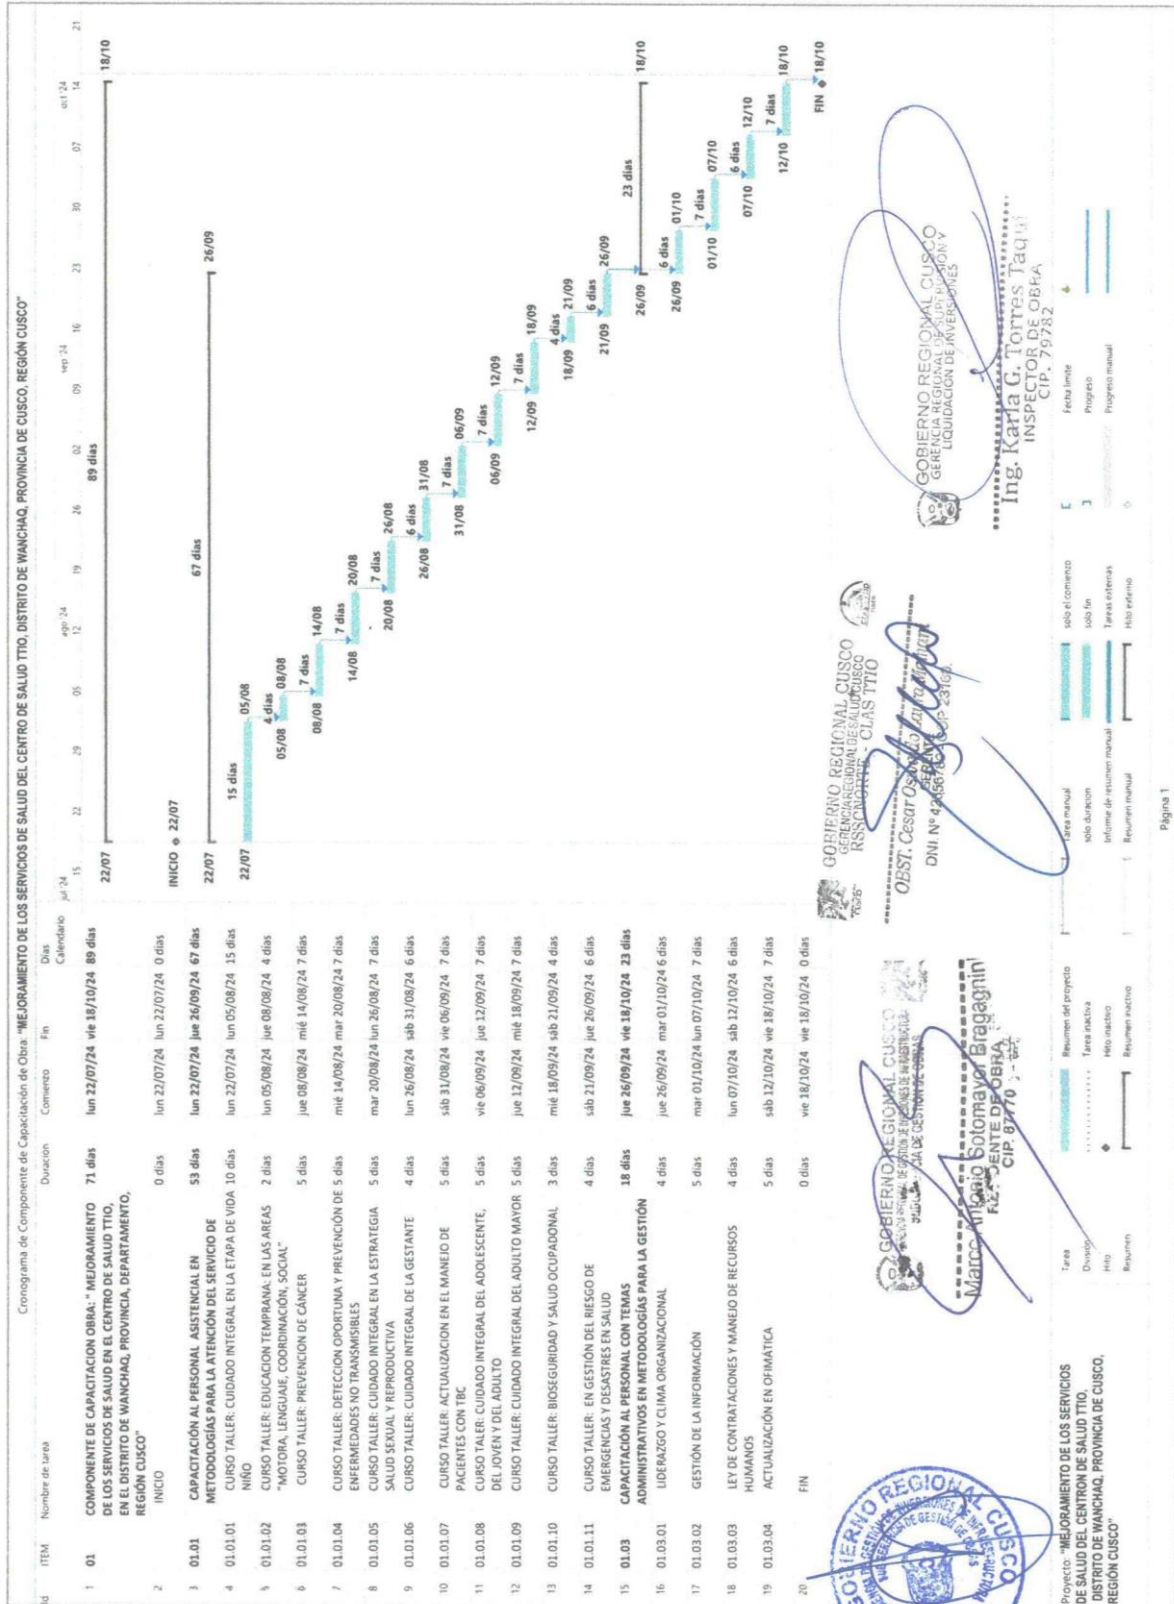 Cronograma de Componente de Capacitación de Obra: "MEJORAMIENTO DE LOS SERVICIOS DE SALUD DEL CENTRO DE SALUD TTIO, DISTRITO DE WANCHAQ, PROVINCIA DE CUSCO, REGIÓN CUSCO"
Id ITEM Nombre de tarea Duración Comienzo Fin Días Calendario
jul '24 ago '24 sep '24 oct '24
15 22 29 05 12 19 26 02 09 16 23 30 07 14 21
1 01 COMPONENTE DE CAPACITACION OBRA: " MEJORAMIENTO 71 días lun 22/07/24 vie 18/10/24 89 días
DE LOS SERVICIOS DE SALUD EN EL CENTRO DE SALUD TTIO,
EN EL DISTRITO DE WANCHAQ, PROVINCIA, DEPARTAMENTO,
REGIÓN CUSCO"
22/07 89 días 18/10
2 INICIO 0 días lun 22/07/24 lun 22/07/24 0 días
INICIO 22/07
3 01.01 CAPACITACIÓN AL PERSONAL ASISTENCIAL EN 53 días lun 22/07/24 jue 26/09/24 67 días
METODOLOGÍAS PARA LA ATENCIÓN DEL SERVICIO DE
22/07 67 días 26/09
4 01.01.01 CURSO TALLER: CUIDADO INTEGRAL EN LA ETAPA DE VIDA 10 días lun 22/07/24 lun 05/08/24 15 días
NIÑO
22/07 15 días 05/08
5 01.01.02 CURSO TALLER: EDUCACION TEMPRANA: EN LAS AREAS 2 días lun 05/08/24 jue 08/08/24 4 días
"MOTORA, LENGUAJE, COORDINACIÓN, SOCIAL"
05/08 4 días 08/08
6 01.01.03 CURSO TALLER: PREVENCION DE CÁNCER 5 días jue 08/08/24 mié 14/08/24 7 días
08/08 7 días 14/08
7 01.01.04 CURSO TALLER: DETECCION OPORTUNA Y PREVENCIÓN DE 5 días mié 14/08/24 mar 20/08/24 7 días
ENFERMEDADES NO TRANSMISIBLES
14/08 7 días 20/08
8 01.01.05 CURSO TALLER: CUIDADO INTEGRAL EN LA ESTRATEGIA 5 días mar 20/08/24 lun 26/08/24 7 días
SALUD SEXUAL Y REPRODUCTIVA
20/08 7 días 26/08
9 01.01.06 CURSO TALLER: CUIDADO INTEGRAL DE LA GESTANTE 4 días lun 26/08/24 sáb 31/08/24 6 días
26/08 6 días 31/08
10 01.01.07 CURSO TALLER: ACTUALIZACION EN EL MANEJO DE 5 días sáb 31/08/24 vie 06/09/24 7 días
PACIENTES CON TBC
31/08 7 días 06/09
11 01.01.08 CURSO TALER: CUIDADO INTEGRAL DEL ADOLESCENTE, 5 días vie 06/09/24 jue 12/09/24 7 días
DEL JOVEN Y DEL ADULTO
06/09 7 días 12/09
12 01.01.09 CURSO TALLER: CUIDADO INTEGRAL DEL ADULTO MAYOR 5 días jue 12/09/24 mié 18/09/24 7 días
12/09 7 días 18/09
13 01.01.10 CURSO TALLER: BIOSEGURIDAD Y SALUD OCUPADONAL 3 días mié 18/09/24 sáb 21/09/24 4 días
18/09 4 días 21/09
14 01.01.11 CURSO TALLER: EN GESTIÓN DEL RIESGO DE 4 días sáb 21/09/24 jue 26/09/24 6 días
EMERGENCIAS Y DESASTRES EN SALUD
21/09 6 días 26/09
15 01.03 CAPACITACIÓN AL PERSONAL CON TEMAS 18 días jue 26/09/24 vie 18/10/24 23 días
ADMINISTRATIVOS EN METODOLOGÍAS PARA LA GESTIÓN
26/09 23 días 18/10
16 01.03.01 LIDERAZGO Y CLIMA ORGANIZACIONAL 4 días jue 26/09/24 mar 01/10/24 6 días
26/09 6 días 01/10
17 01.03.02 GESTIÓN DE LA INFORMACIÓN 5 días mar 01/10/24 lun 07/10/24 7 días
01/10 7 días 07/10
18 01.03.03 LEY DE CONTRATACIONES Y MANEJO DE RECURSOS 4 días lun 07/10/24 sáb 12/10/24 6 días
HUMANOS
07/10 6 días 12/10
19 01.03.04 ACTUALIZACIÓN EN OFIMÁTICA 5 días sáb 12/10/24 vie 18/10/24 7 días
12/10 7 días 18/10
20 FIN 0 días vie 18/10/24 vie 18/10/24 0 días
FIN 18/10
GOBIERNO REGIONAL CUSCO
GOBIERNO REGIONAL CUSCO
Marco Antonio Sotomayor Bragagnini
CIP. 87770
GOBIERNO REGIONAL CUSCO
GERENCIA REGIONAL DE SALUD CUSCO
RSSCNORTE - CLAS TTIO
OBST. Cesar
GERENTE
GOBIERNO REGIONAL CUSCO
GERENCIA REGIONAL DE SUPERVISIÓN Y
LIQUIDACIÓN DE INVERSIONES
Ing. Karla G. Torres Taqui
INSPECTOR DE OBRA
CIP. 79782
Proyecto: "MEJORAMIENTO DE LOS SERVICIOS
DE SALUD DEL CENTRON DE SALUD TTIO,
DISTRITO DE WANCHAQ, PROVINCIA DE CUSCO,
REGIÓN CUSCO"
Tarea Resumen del proyecto Tarea manual solo el comienzo Fecha límite
División Tarea inactiva solo duración solo fin Progreso
Hito Hito inactivo Informe de resumen manual Tareas externas Progreso manual
Resumen Resumen inactivo Resumen manual Hito externo
Página 1